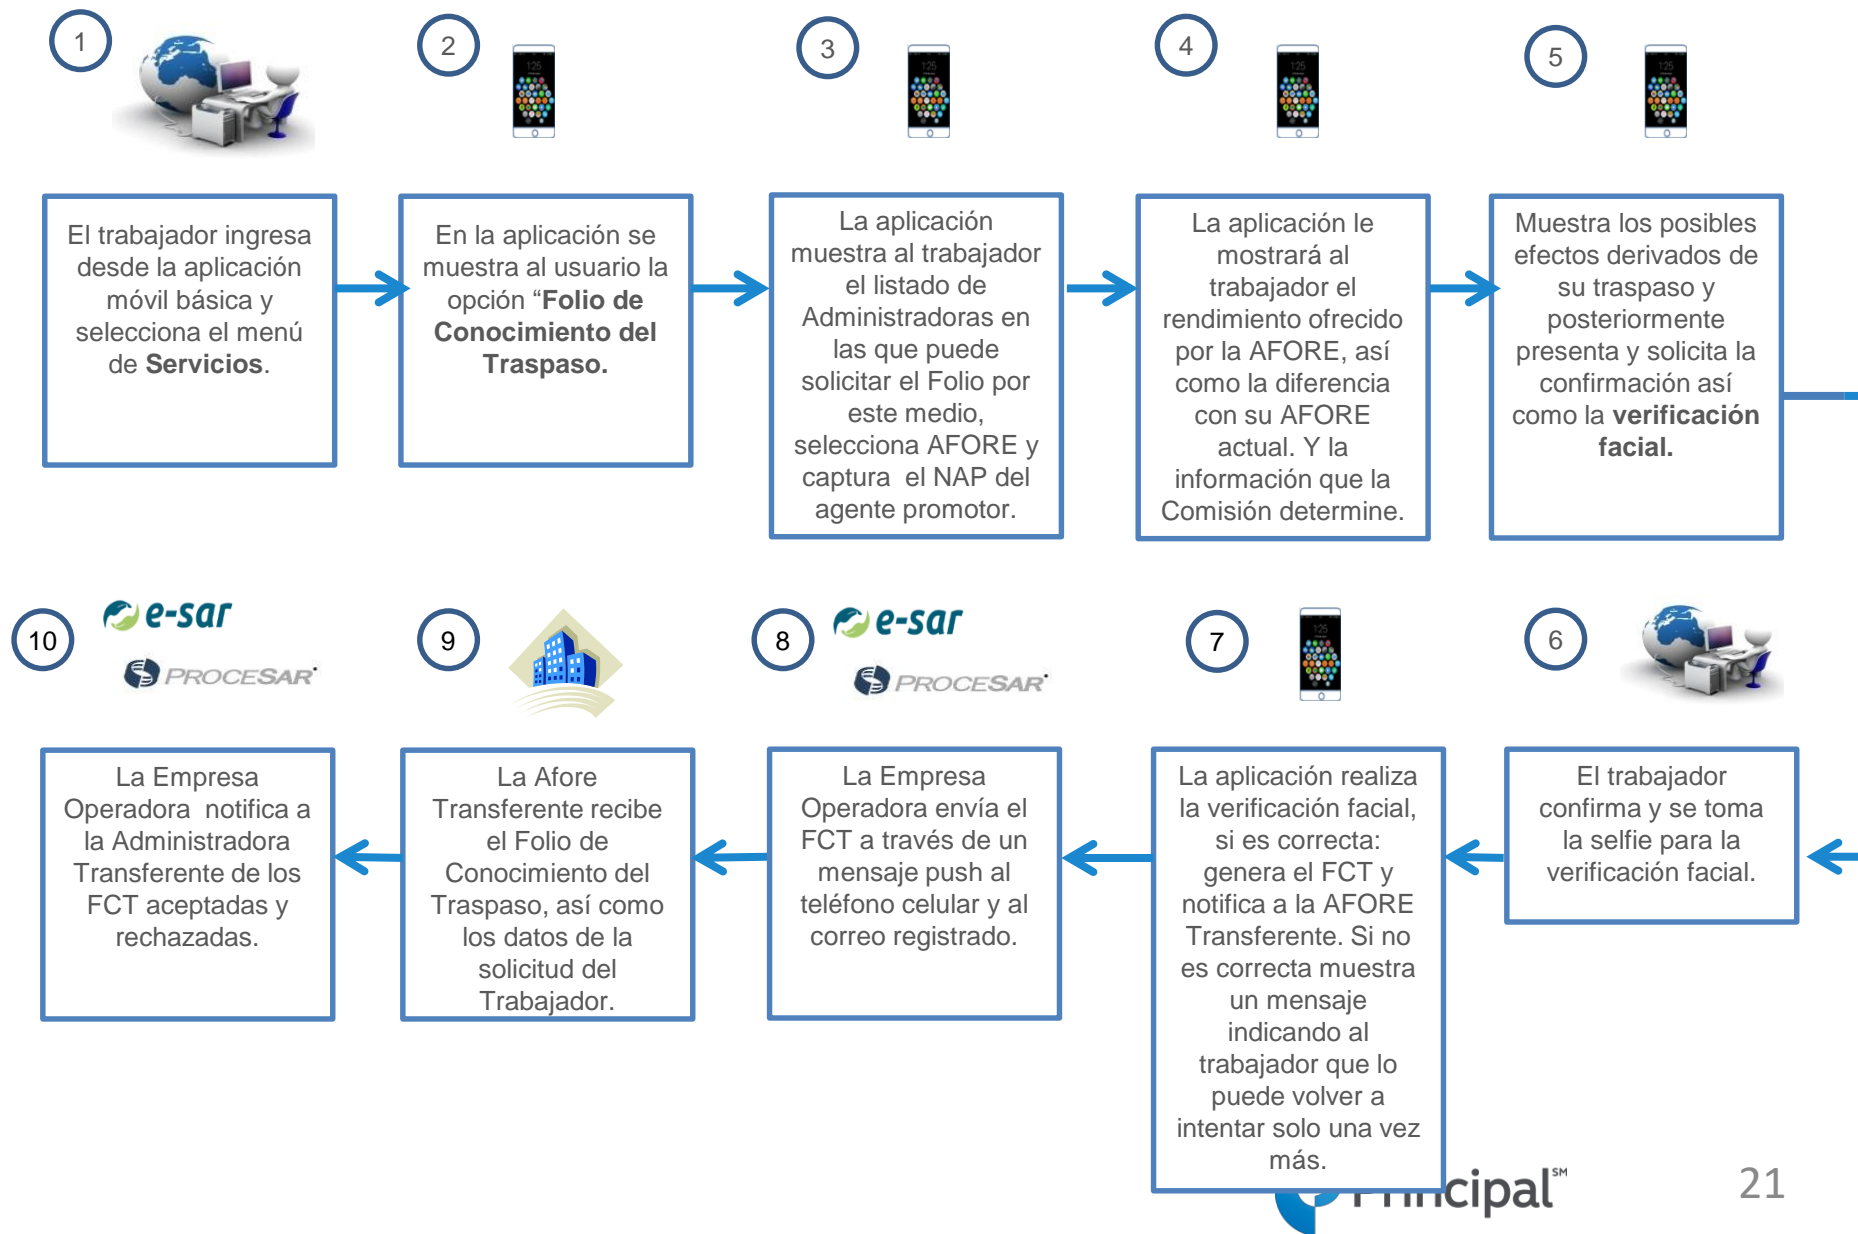 1
2
3
4
5
El trabajador ingresa
desde la aplicación
móvil básica y
selecciona el menú
de Servicios.
En la aplicación se
muestra al usuario la
opción “Folio de
Conocimiento del
Traspaso.
La aplicación
muestra al trabajador
el listado de
Administradoras en
las que puede
solicitar el Folio por
este medio,
selecciona AFORE y
captura el NAP del
agente promotor.
La aplicación le
mostrará al
trabajador el
rendimiento ofrecido
por la AFORE, así
como la diferencia
con su AFORE
actual. Y la
información que la
Comisión determine.
Muestra los posibles
efectos derivados de
su traspaso y
posteriormente
presenta y solicita la
confirmación así
como la verificación
facial.
6
El trabajador
confirma y se toma
la selfie para la
verificación facial.
7
La aplicación realiza
la verificación facial,
si es correcta:
genera el FCT y
notifica a la AFORE
Transferente. Si no
es correcta muestra
un mensaje
indicando al
trabajador que lo
puede volver a
intentar solo una vez
más.
8
e-sar
PROCESAR
La Empresa
Operadora envía el
FCT a través de un
mensaje push al
teléfono celular y al
correo registrado.
9
La Afore
Transferente recibe
el Folio de
Conocimiento del
Traspaso, así como
los datos de la
solicitud del
Trabajador.
10
e-sar
PROCESAR
La Empresa
Operadora notifica a
la Administradora
Transferente de los
FCT aceptadas y
rechazadas.
Principal℠
21